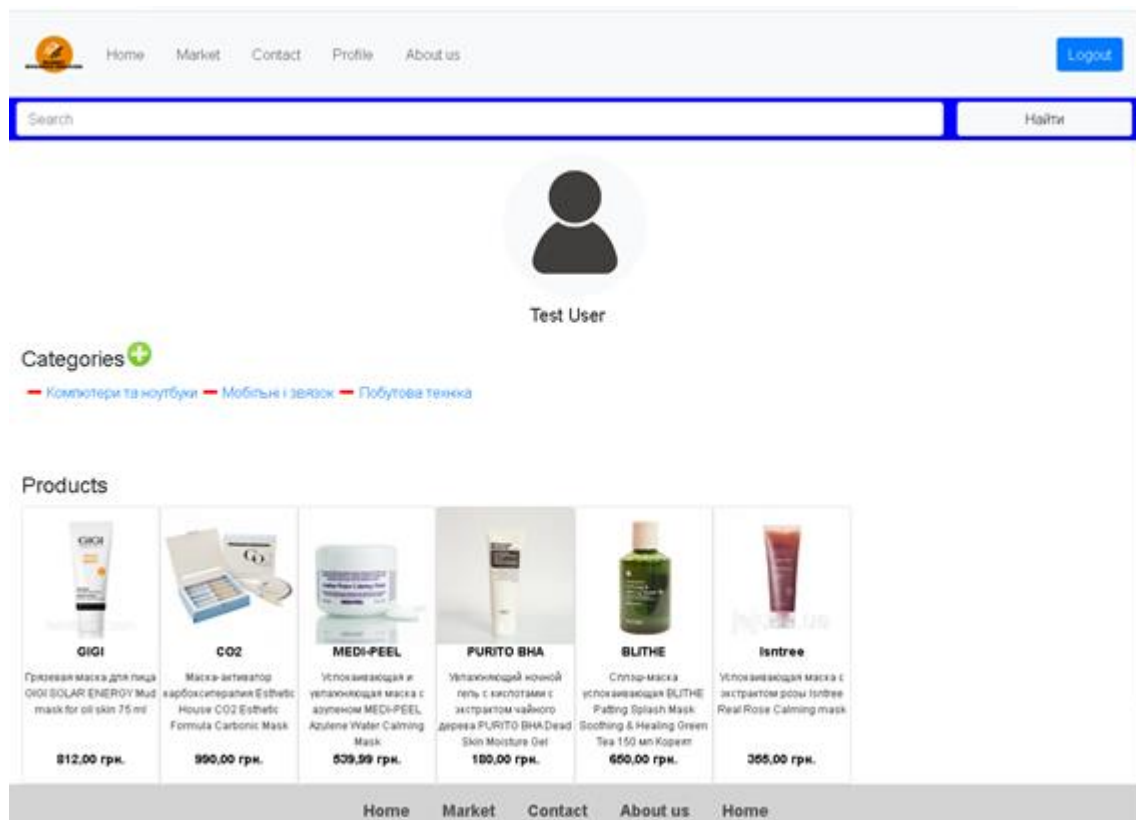 Home Market Contact Profile About us Logout
Search Найти
Test User
Categories
Компютери та ноутбуки Мобільні і звязок Побутова техніка
Products
GIGI
Грязевая маска для лица
GIGI SOLAR ENERGY Mud
mask for oil skin 75 ml
812,00 грн.
CO2
Маска-активатор
карбокситерапия Esthetic
House CO2 Esthetic
Formula Carbonic Mask
990,00 грн.
MEDI-PEEL
Успокаивающая и
увлажняющая маска с
азуленом MEDI-PEEL
Azulene Water Calming
Mask
539,99 грн.
PURITO BHA
Увлажняющий ночной
гель с кислотами с
экстрактом чайного
дерева PURITO BHA Dead
Skin Moisture Gel
180,00 грн.
BLITHE
Сплэш-маска
успокаивающая BLITHE
Patting Splash Mask
Soothing & Healing Green
Tea 150 мл Корея
650,00 грн.
Isntree
Успокаивающая маска с
экстрактом розы Isntree
Real Rose Calming mask
355,00 грн.
Home Market Contact About us Home